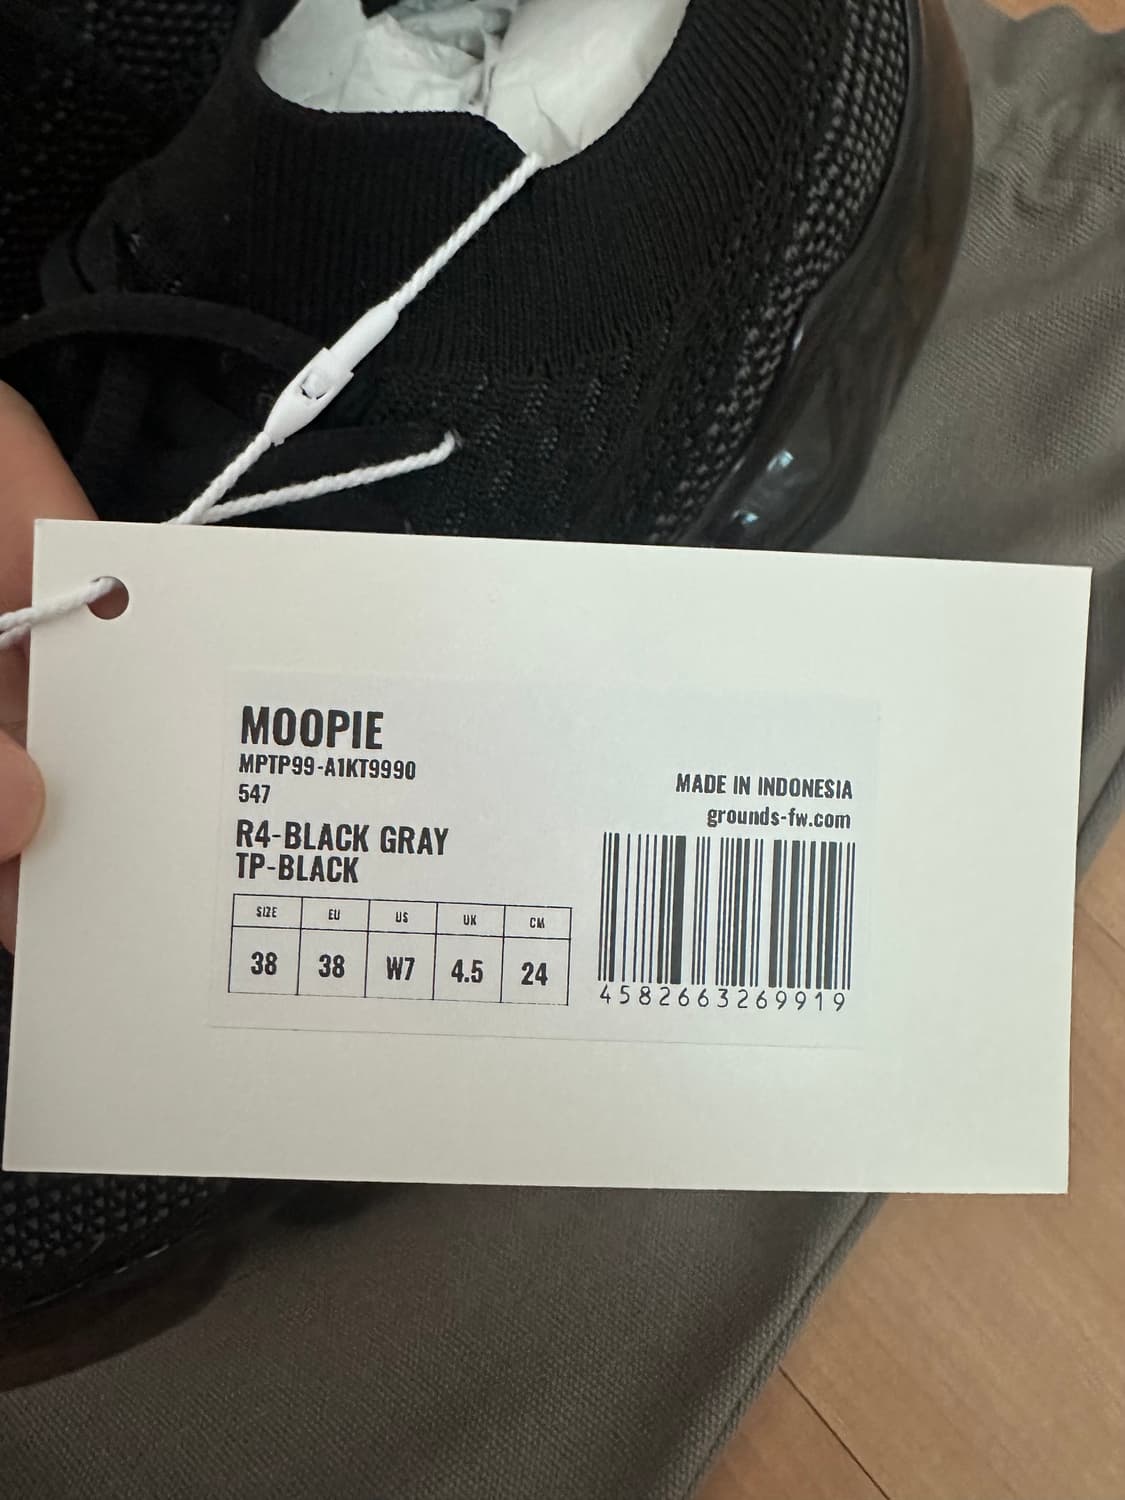 MOOPIE
MPTP99-A1KT9990
547
R4-BLACK GRAY
TP-BLACK
SIZE EU US UK CM
38 38 W7 4.5 24
MADE IN INDONESIA
grounds-fw.com
4582663269919